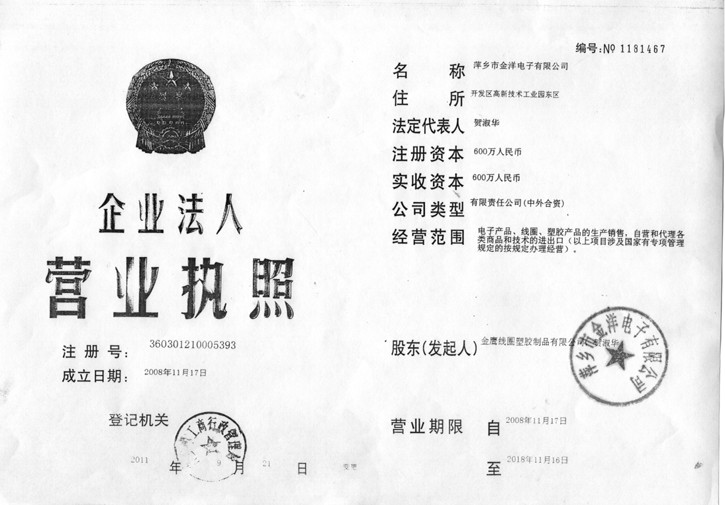 编号:№ 1181467
企业法人
营业执照
注 册 号: 360301210005393
成立日期: 2008年11月17日
登记机关
2011 年 9月 21 日
名 称 萍乡市金洋电子有限公司
住 所 开发区高新技术工业园东区
法定代表人 贺淑华
注册资本 600万人民币
实收资本 600万人民币
公司类型 有限责任公司(中外合资)
经营范围 电子产品、线圈、塑胶产品的生产销售,自营和代理各
类商品和技术的进出口(以上项目涉及国家有专项管理
规定的按规定办理经营)。
股东(发起人) 金鹰线圈塑胶制品有限公司、贺淑华
萍乡市金洋电子有限公司
营业期限 自 2008年11月17日
至 2018年11月16日